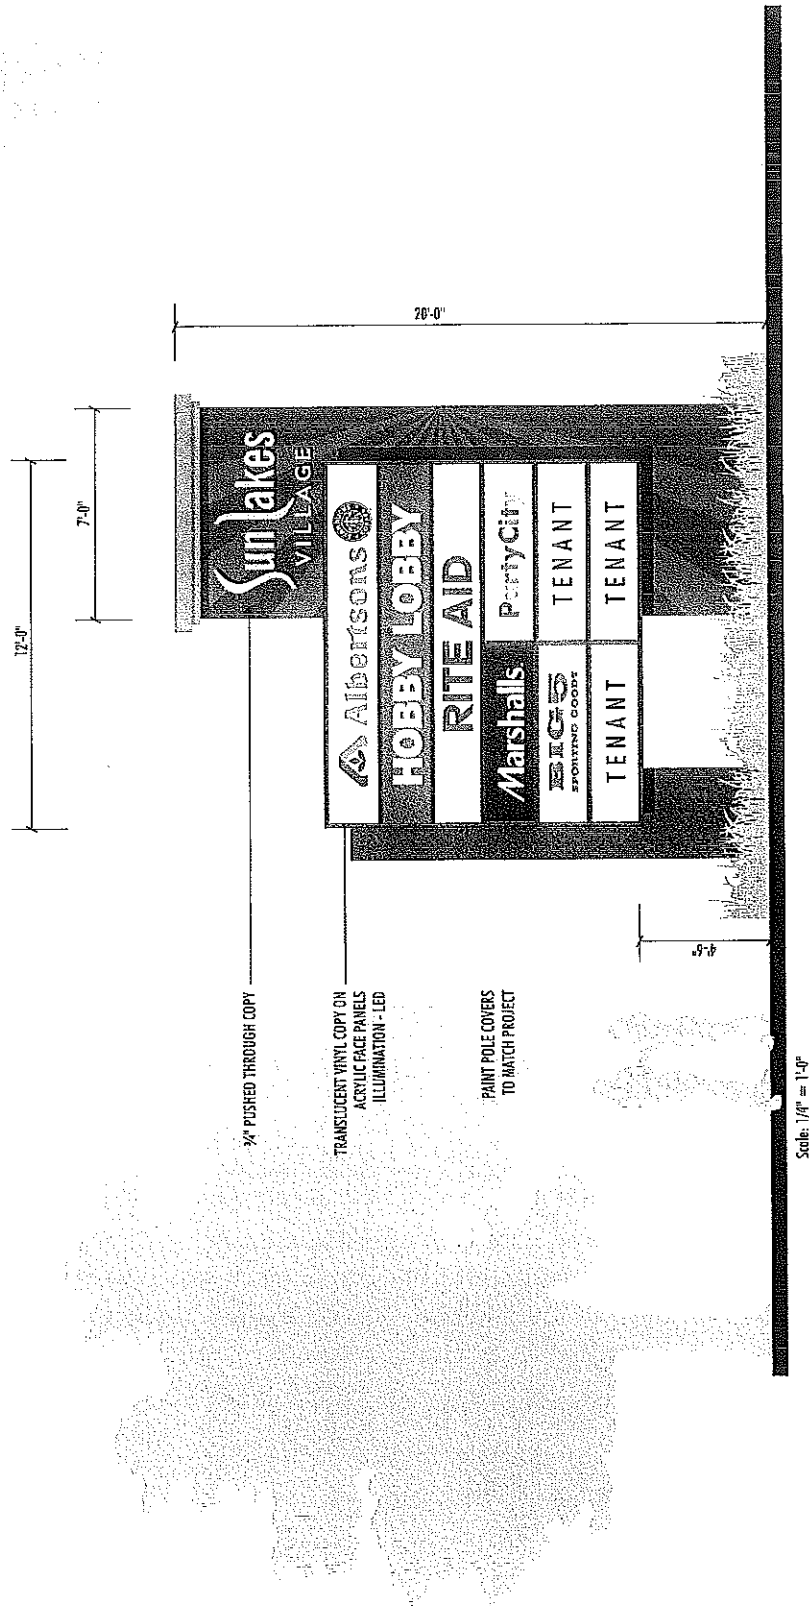 12'-0"
7'-0"
20'-0"
Sun Lakes
VILLAGE
Albertsons
HOBBY LOBBY
RITE AID
Marshalls.
PartyCity
BIG 5
SPORTING GOODS
TENANT
TENANT
TENANT
4'-6"
¾" PUSHED THROUGH COPY
TRANSLUCENT VINYL COPY ON
ACRYLIC FACE PANELS
ILLUMINATION - LED
PAINT POLE COVERS
TO MATCH PROJECT
Scale: 1/4" = 1'-0"